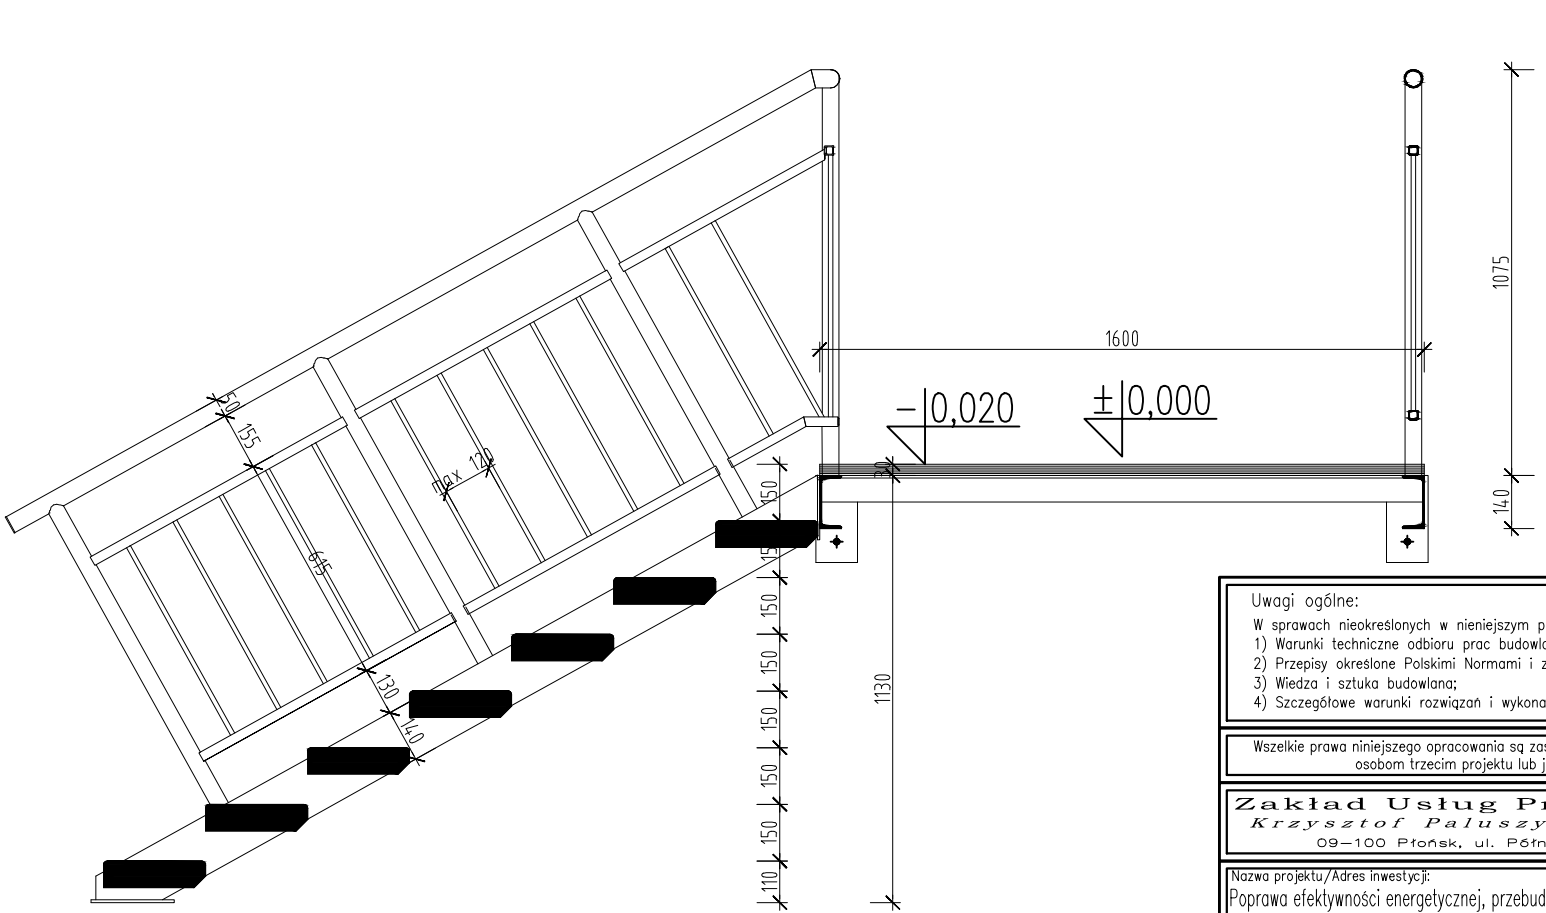 1075
1600
-0,020
±0,000
50
155
max 120
30
150
140
615
150
150
150
130
1130
140
150
150
150
110
Uwagi ogólne:
W sprawach nieokreślonych w nieniejszym p
1) Warunki techniczne odbioru prac budowla
2) Przepisy określone Polskimi Normami i z
3) Wiedza i sztuka budowlana;
4) Szczegółowe warunki rozwiązań i wykona
Wszelkie prawa niniejszego opracowania są zas
osobom trzecim projektu lub j
Zakład Usług Pr
Krzysztof Paluszy
09-100 Płońsk, ul. Półn
Nazwa projektu/Adres inwestycji:
Poprawa efektywności energetycznej, przebud